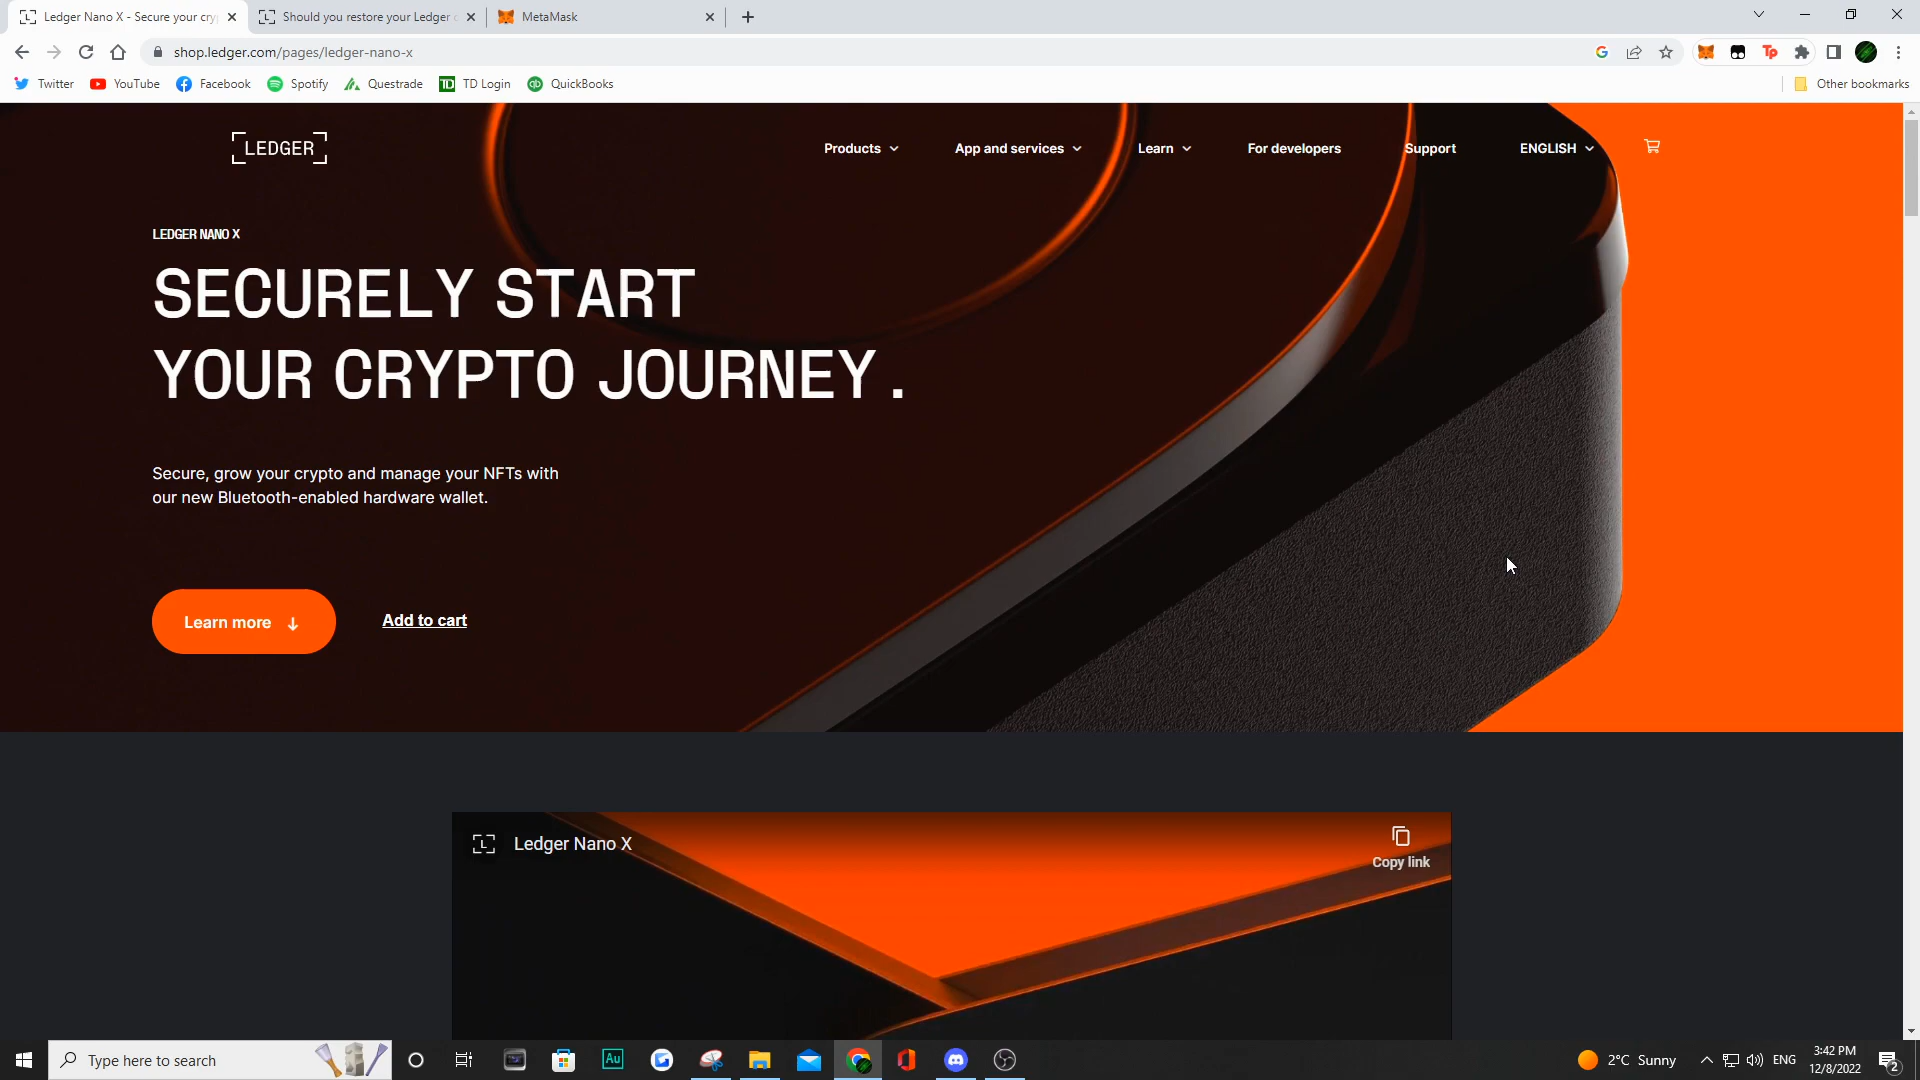 Ledger Nano X - Secure your cry
Should you restore your Ledger
MetaMask
shop.ledger.com/pages/ledger-nano-x
Twitter
YouTube
Facebook
Spotify
Questrade
TD Login
QuickBooks
Other bookmarks
LEDGER
Products
App and services
Learn
For developers
Support
ENGLISH
LEDGER NANO X
SECURELY START
YOUR CRYPTO JOURNEY.
Secure, grow your crypto and manage your NFTs with
our new Bluetooth-enabled hardware wallet.
Learn more
Add to cart
Ledger Nano X
Copy link
Type here to search
Au
2°C Sunny
ENG
3:42 PM
12/8/2022
2